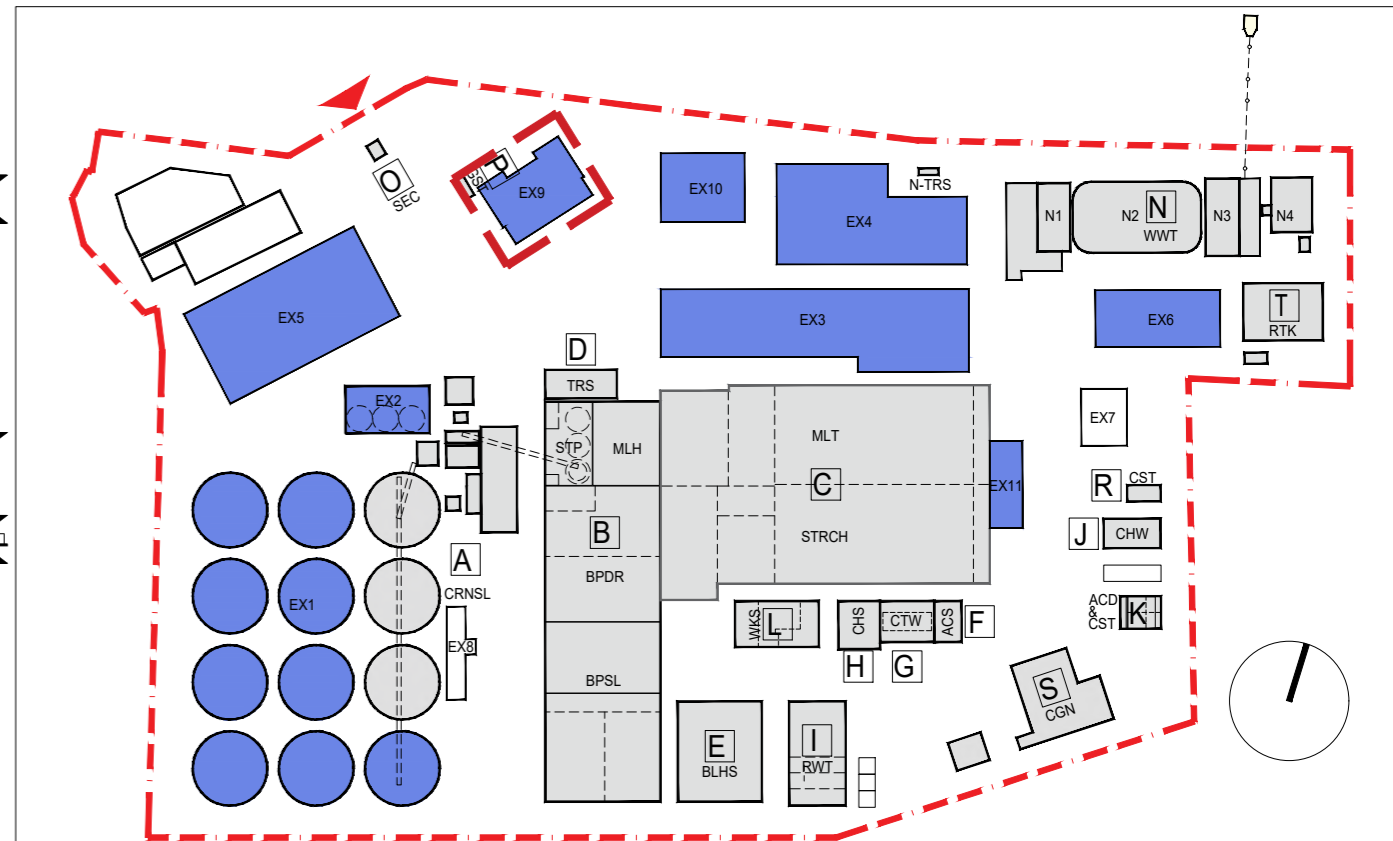 O
SEC
P
GSL
EX9
EX10
EX4
N-TRS
N1
N2
N
WWT
N3
N4
EX5
EX3
EX6
T
RTK
D
TRS
EX2
STP
MLH
MLT
C
STRCH
EX11
EX7
R
CST
J
CHW
B
BPDR
A
CRNSL
EX1
EX8
WKS
L
CHS
CTW
ACS
F
H
G
ACD
&
CST
K
BPSL
E
BLHS
I
RWT
S
CGN